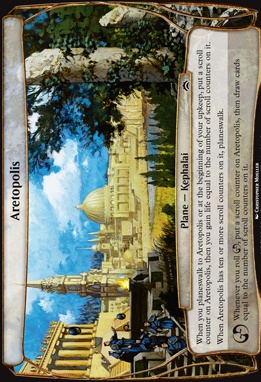 Aretopolis
Plane — Kephalai
When you planeswalk to Aretopolis or at the beginning of your upkeep, put a scroll
counter on Aretopolis, then you gain life equal to the number of scroll counters on it.
When Aretopolis has ten or more scroll counters on it, planeswalk.
Whenever you roll , put a scroll counter on Aretopolis, then draw cards
equal to the number of scroll counters on it.
Christopher Moeller